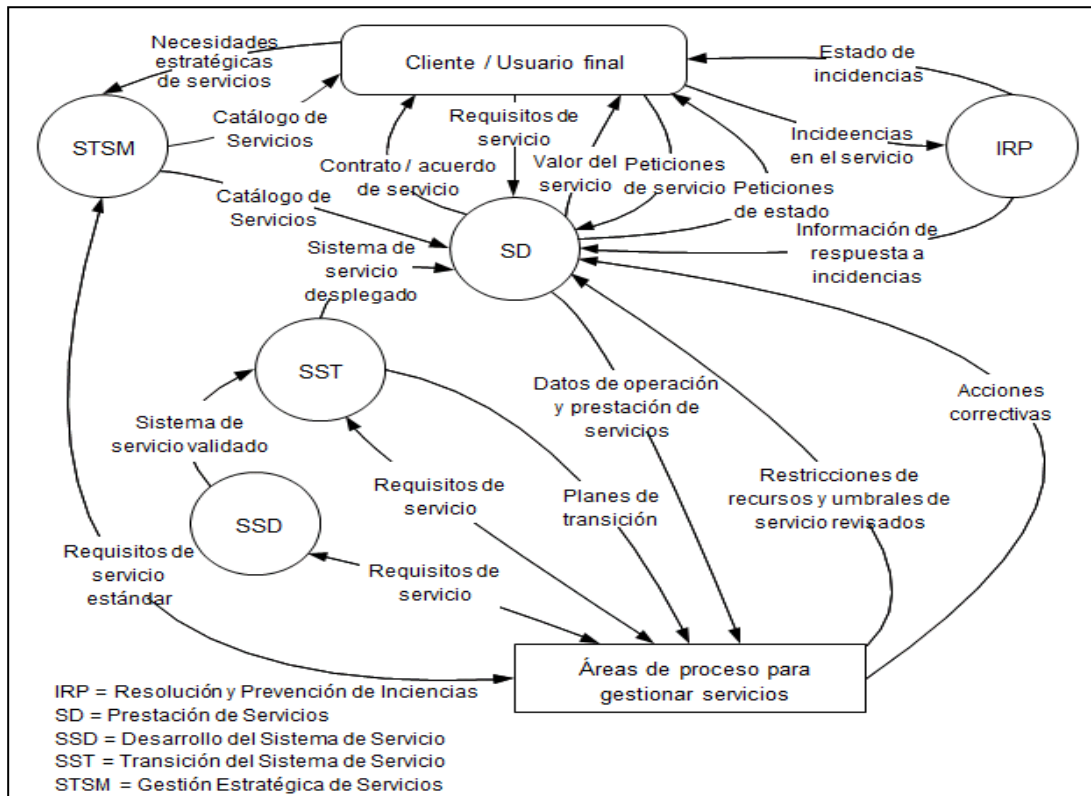 Necesidades
estratégicas
de servicios
Cliente / Usuario final
Estado de
incidencias
STSM
Catálogo de
Servicios
Requisitos
de servicio
Incideencias
en el servicio
IRP
Contrato / acuerdo
de servicio
Valor del
servicio
Peticiones
de servicio
Peticiones
de estado
Catálogo de
Servicios
SD
Información de
respuesta a
incidencias
Sistema de
servicio
desplegado
SST
Datos de operación
y prestación de
servicios
Acciones
correctivas
Sistema de
servicio validado
Requisitos de
servicio
Planes de
transición
Restricciones de
recursos y umbrales de
servicio revisados
SSD
Requisitos de
servicio
estándar
Requisitos de
servicio
Áreas de proceso para
gestionar servicios
IRP = Resolución y Prevención de Inciencias
SD = Prestación de Servicios
SSD = Desarrollo del Sistema de Servicio
SST = Transición del Sistema de Servicio
STSM = Gestión Estratégica de Servicios